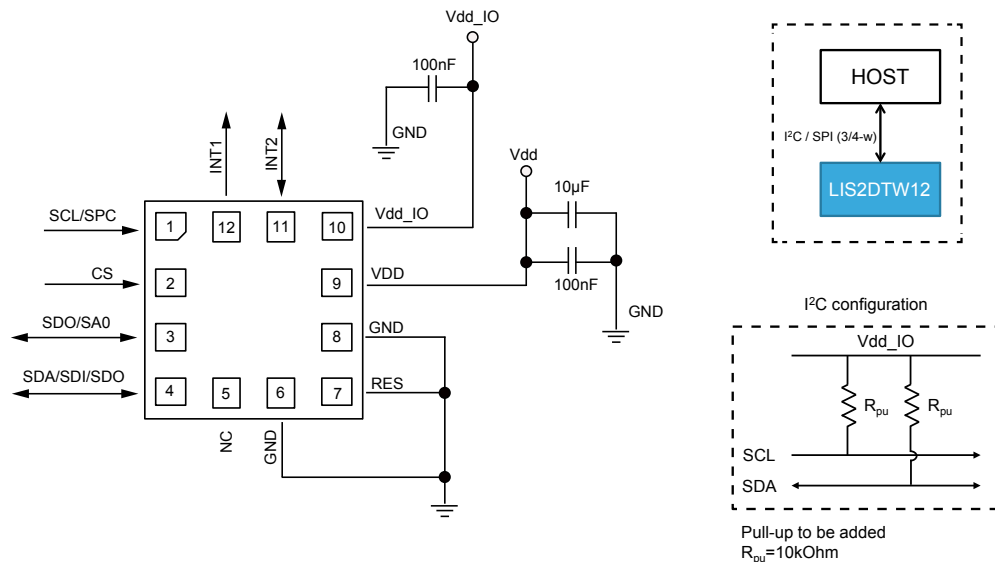 Vdd_IO
100nF
GND
INT1
INT2
Vdd
10µF
100nF
GND
SCL/SPC
CS
SDO/SA0
SDA/SDI/SDO
1
12
11
10
2
9
3
8
4
5
6
7
Vdd_IO
VDD
GND
RES
NC
GND
HOST
I²C / SPI (3/4-w)
LIS2DTW12
I²C configuration
Vdd_IO
Rpu
Rpu
SCL
SDA
Pull-up to be added
Rpu=10kOhm